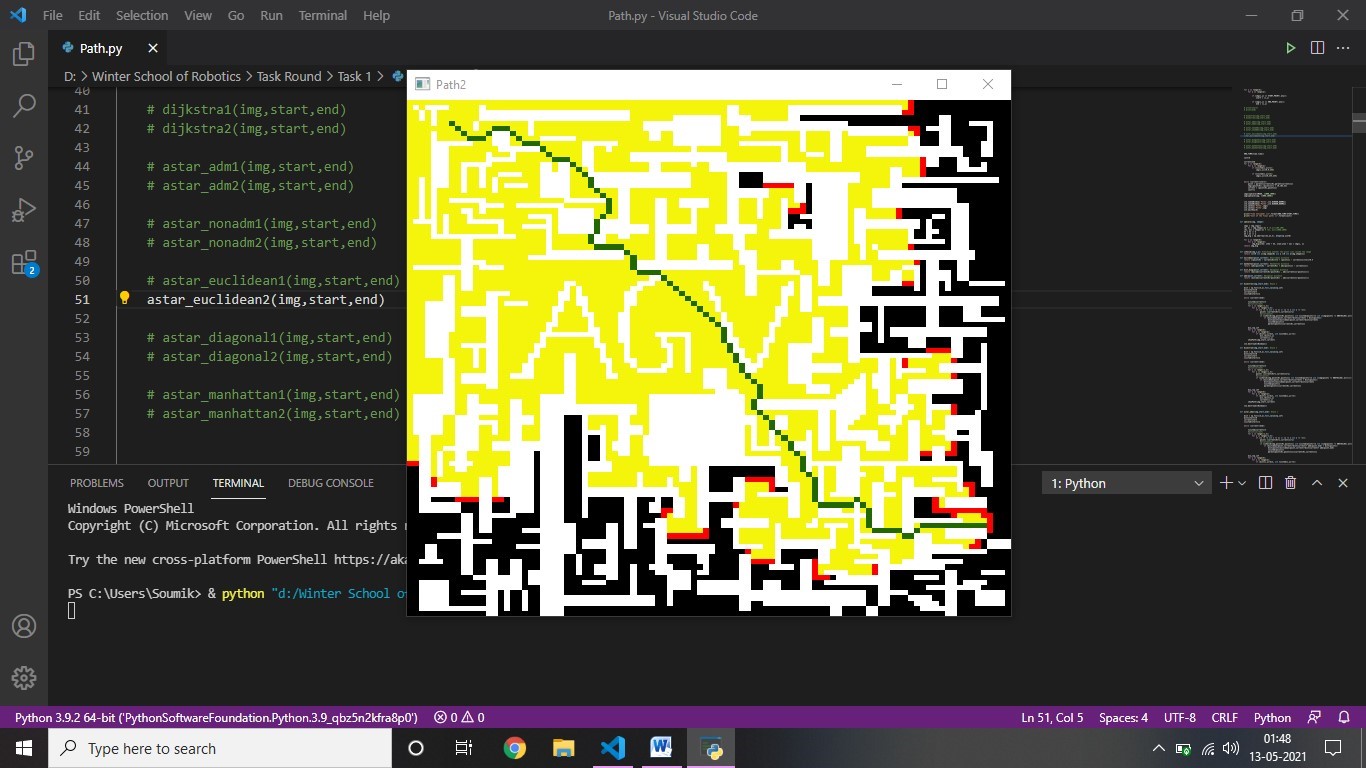 File Edit Selection View Go Run Terminal Help Path.py - Visual Studio Code
Path.py
D: > Winter School of Robotics > Task Round > Task 1 >
Path2
40
41 # dijkstra1(img,start,end)
42 # dijkstra2(img,start,end)
43
44 # astar_adm1(img,start,end)
45 # astar_adm2(img,start,end)
46
47 # astar_nonadm1(img,start,end)
48 # astar_nonadm2(img,start,end)
49
50 # astar_euclidean1(img,start,end)
51 astar_euclidean2(img,start,end)
52
53 # astar_diagonal1(img,start,end)
54 # astar_diagonal2(img,start,end)
55
56 # astar_manhattan1(img,start,end)
57 # astar_manhattan2(img,start,end)
58
59
2
PROBLEMS OUTPUT TERMINAL DEBUG CONSOLE 1: Python
Windows PowerShell
Copyright (C) Microsoft Corporation. All rights
Try the new cross-platform PowerShell https://aka
PS C:\Users\Soumik> & python "d:/Winter School o
Python 3.9.2 64-bit ('PythonSoftwareFoundation.Python.3.9_qbz5n2kfra8p0') 0 0 Ln 51, Col 5 Spaces: 4 UTF-8 CRLF Python
Type here to search
01:48
13-05-2021